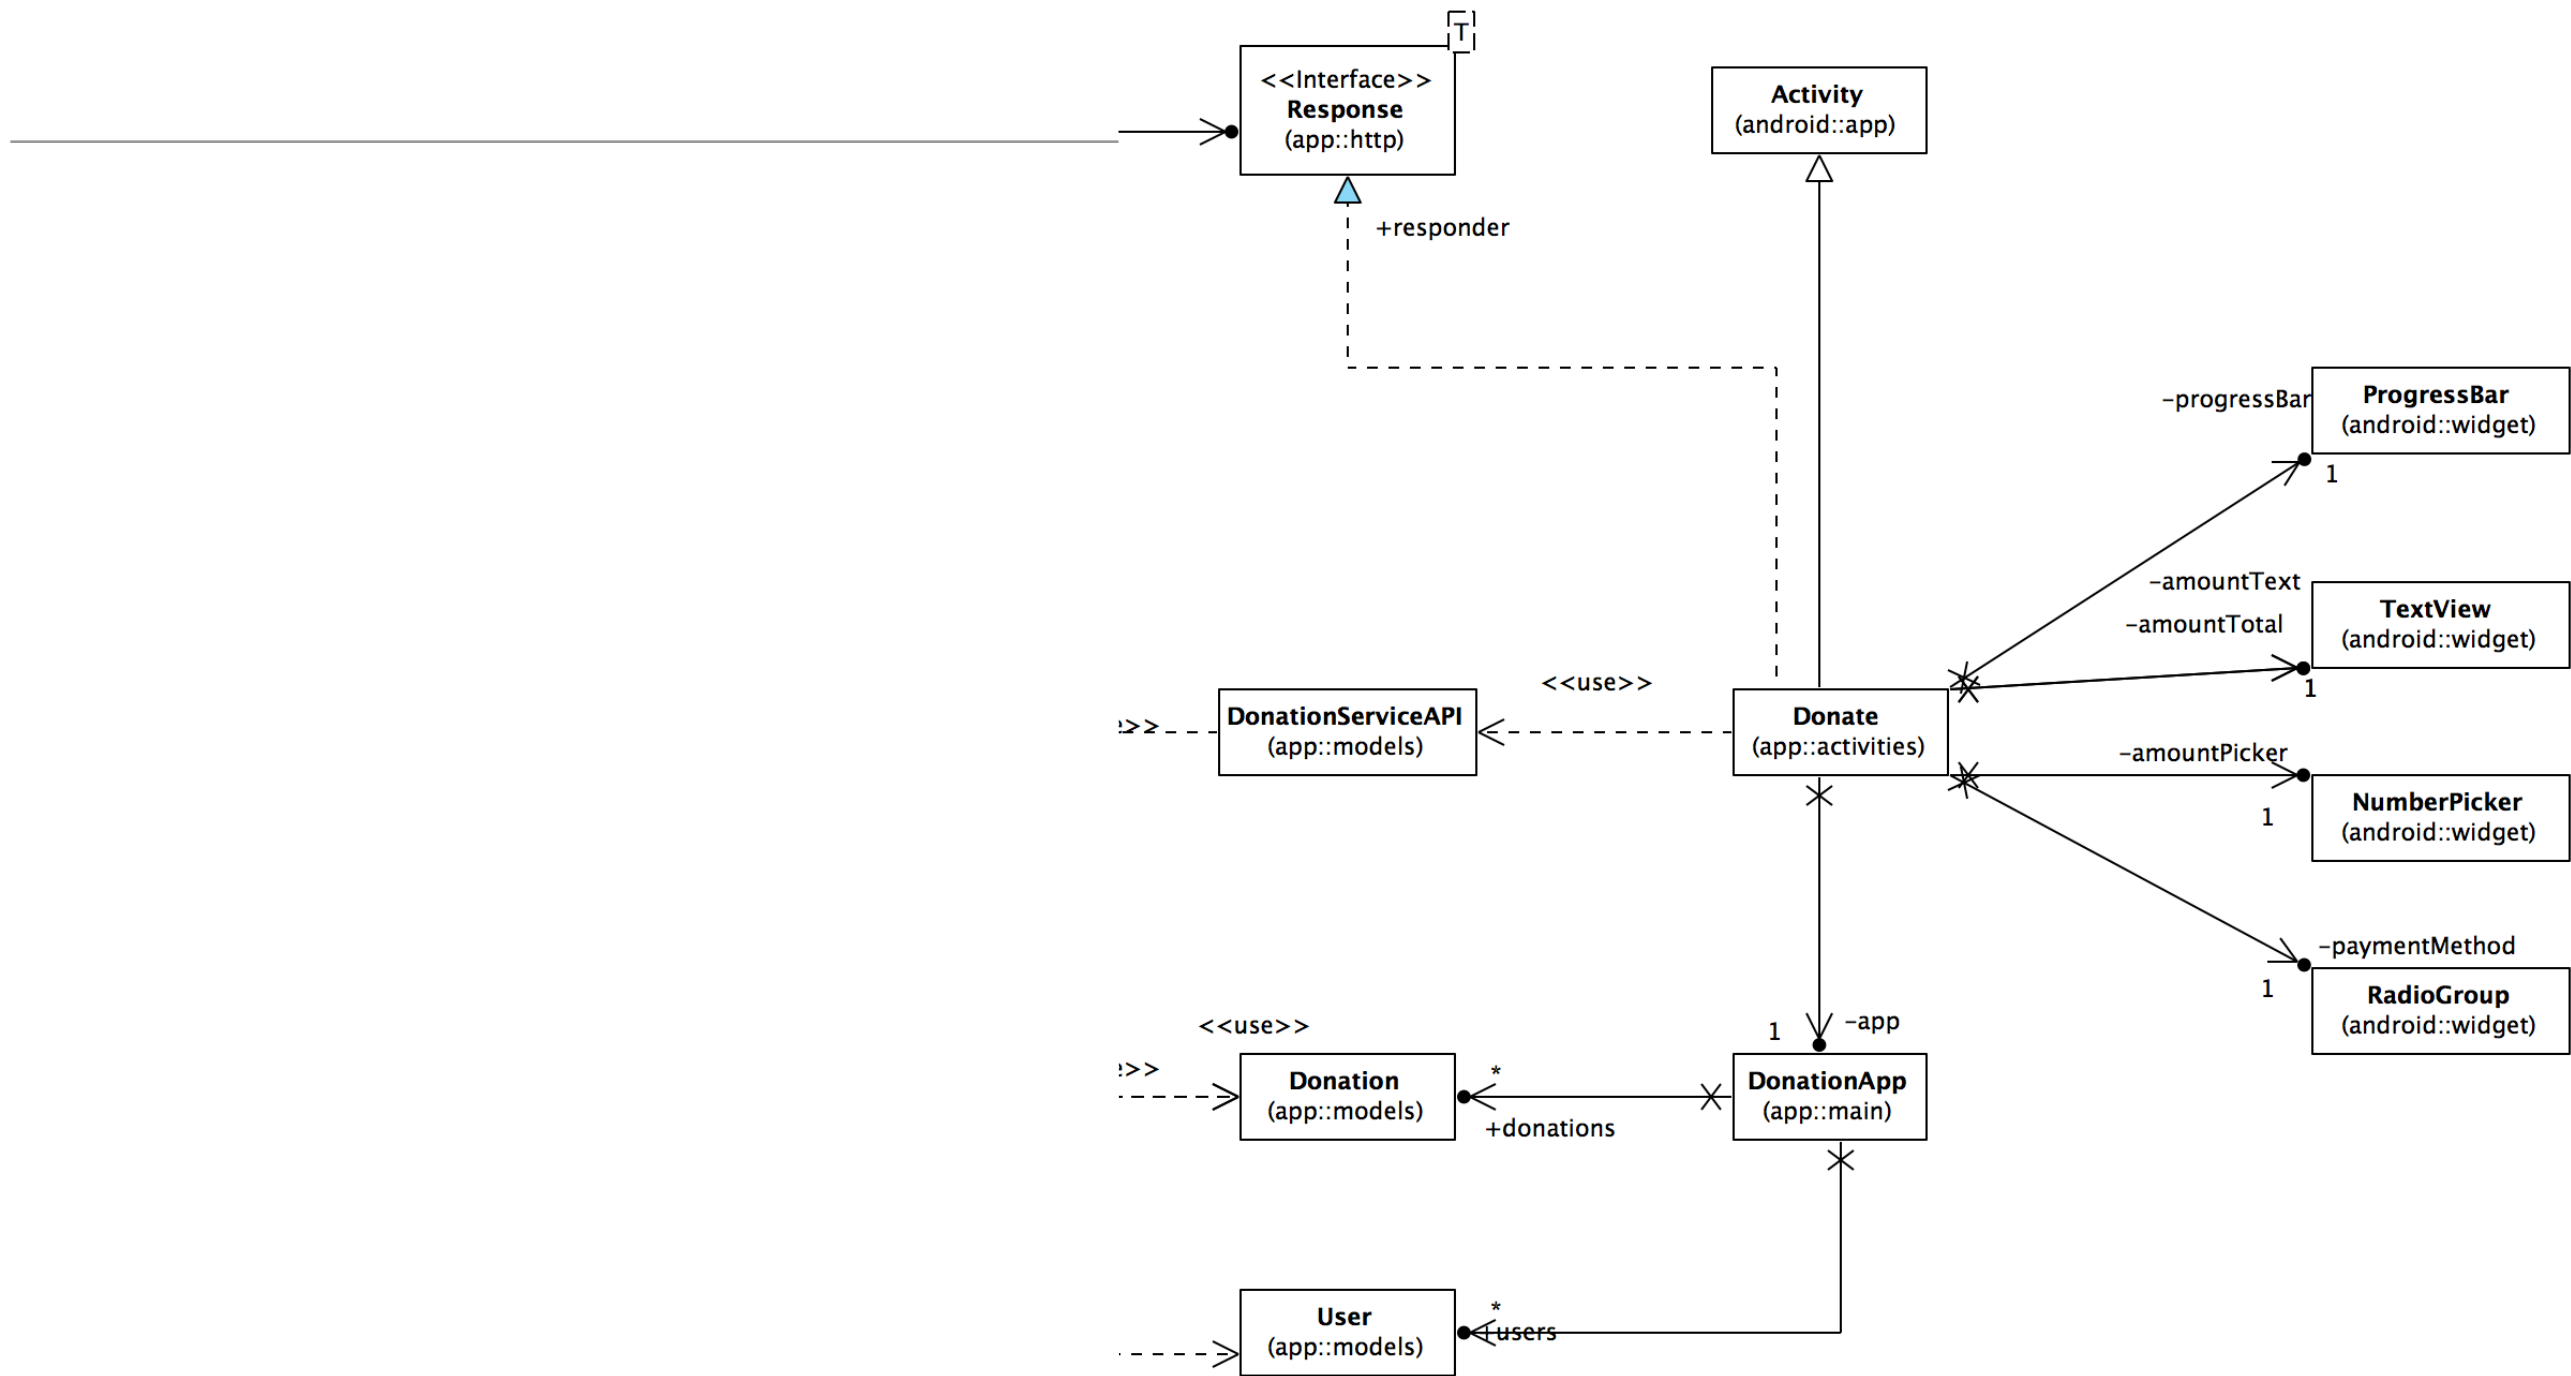 T
<<Interface>>
Response
(app::http)
Activity
(android::app)
+responder
-progressBar
ProgressBar
(android::widget)
1
-amountText
-amountTotal
TextView
(android::widget)
1
<<use>>
>>
DonationServiceAPI
(app::models)
Donate
(app::activities)
-amountPicker
1
NumberPicker
(android::widget)
-paymentMethod
1
RadioGroup
(android::widget)
<<use>>
1
-app
>>
Donation
(app::models)
*
+donations
DonationApp
(app::main)
User
(app::models)
*
+users